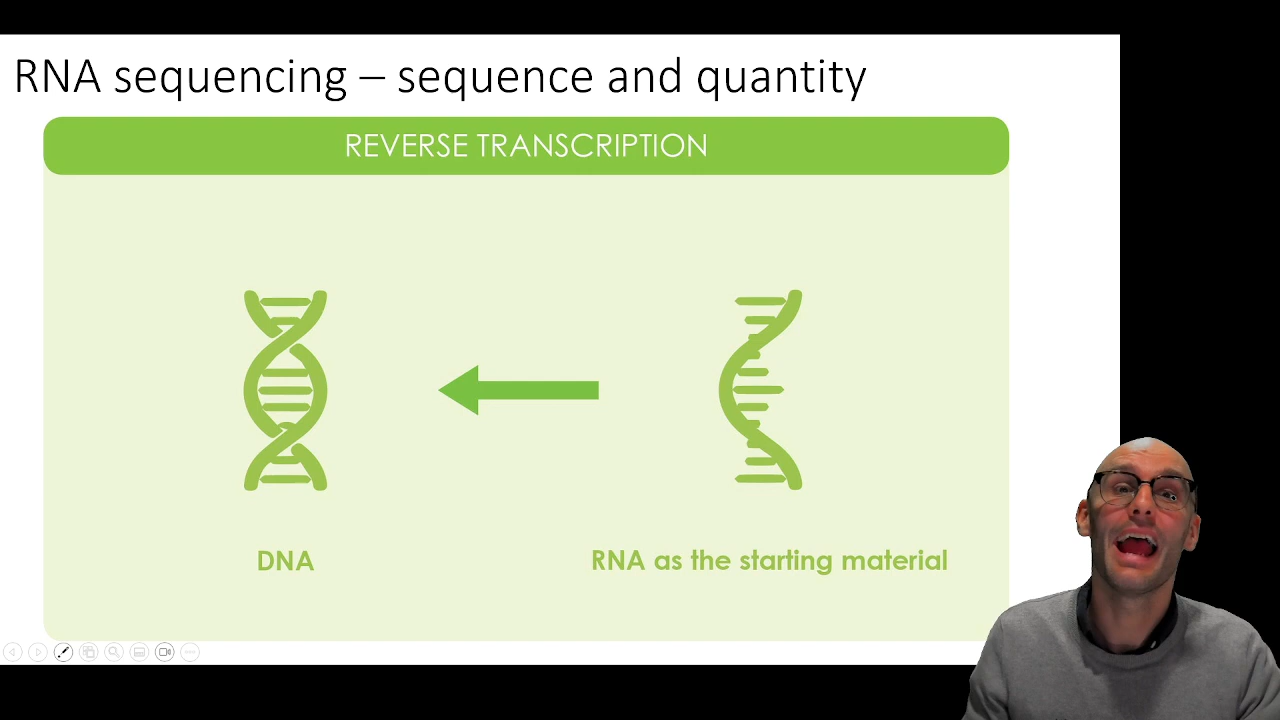 RNA sequencing – sequence and quantity
REVERSE TRANSCRIPTION
DNA
RNA as the starting material